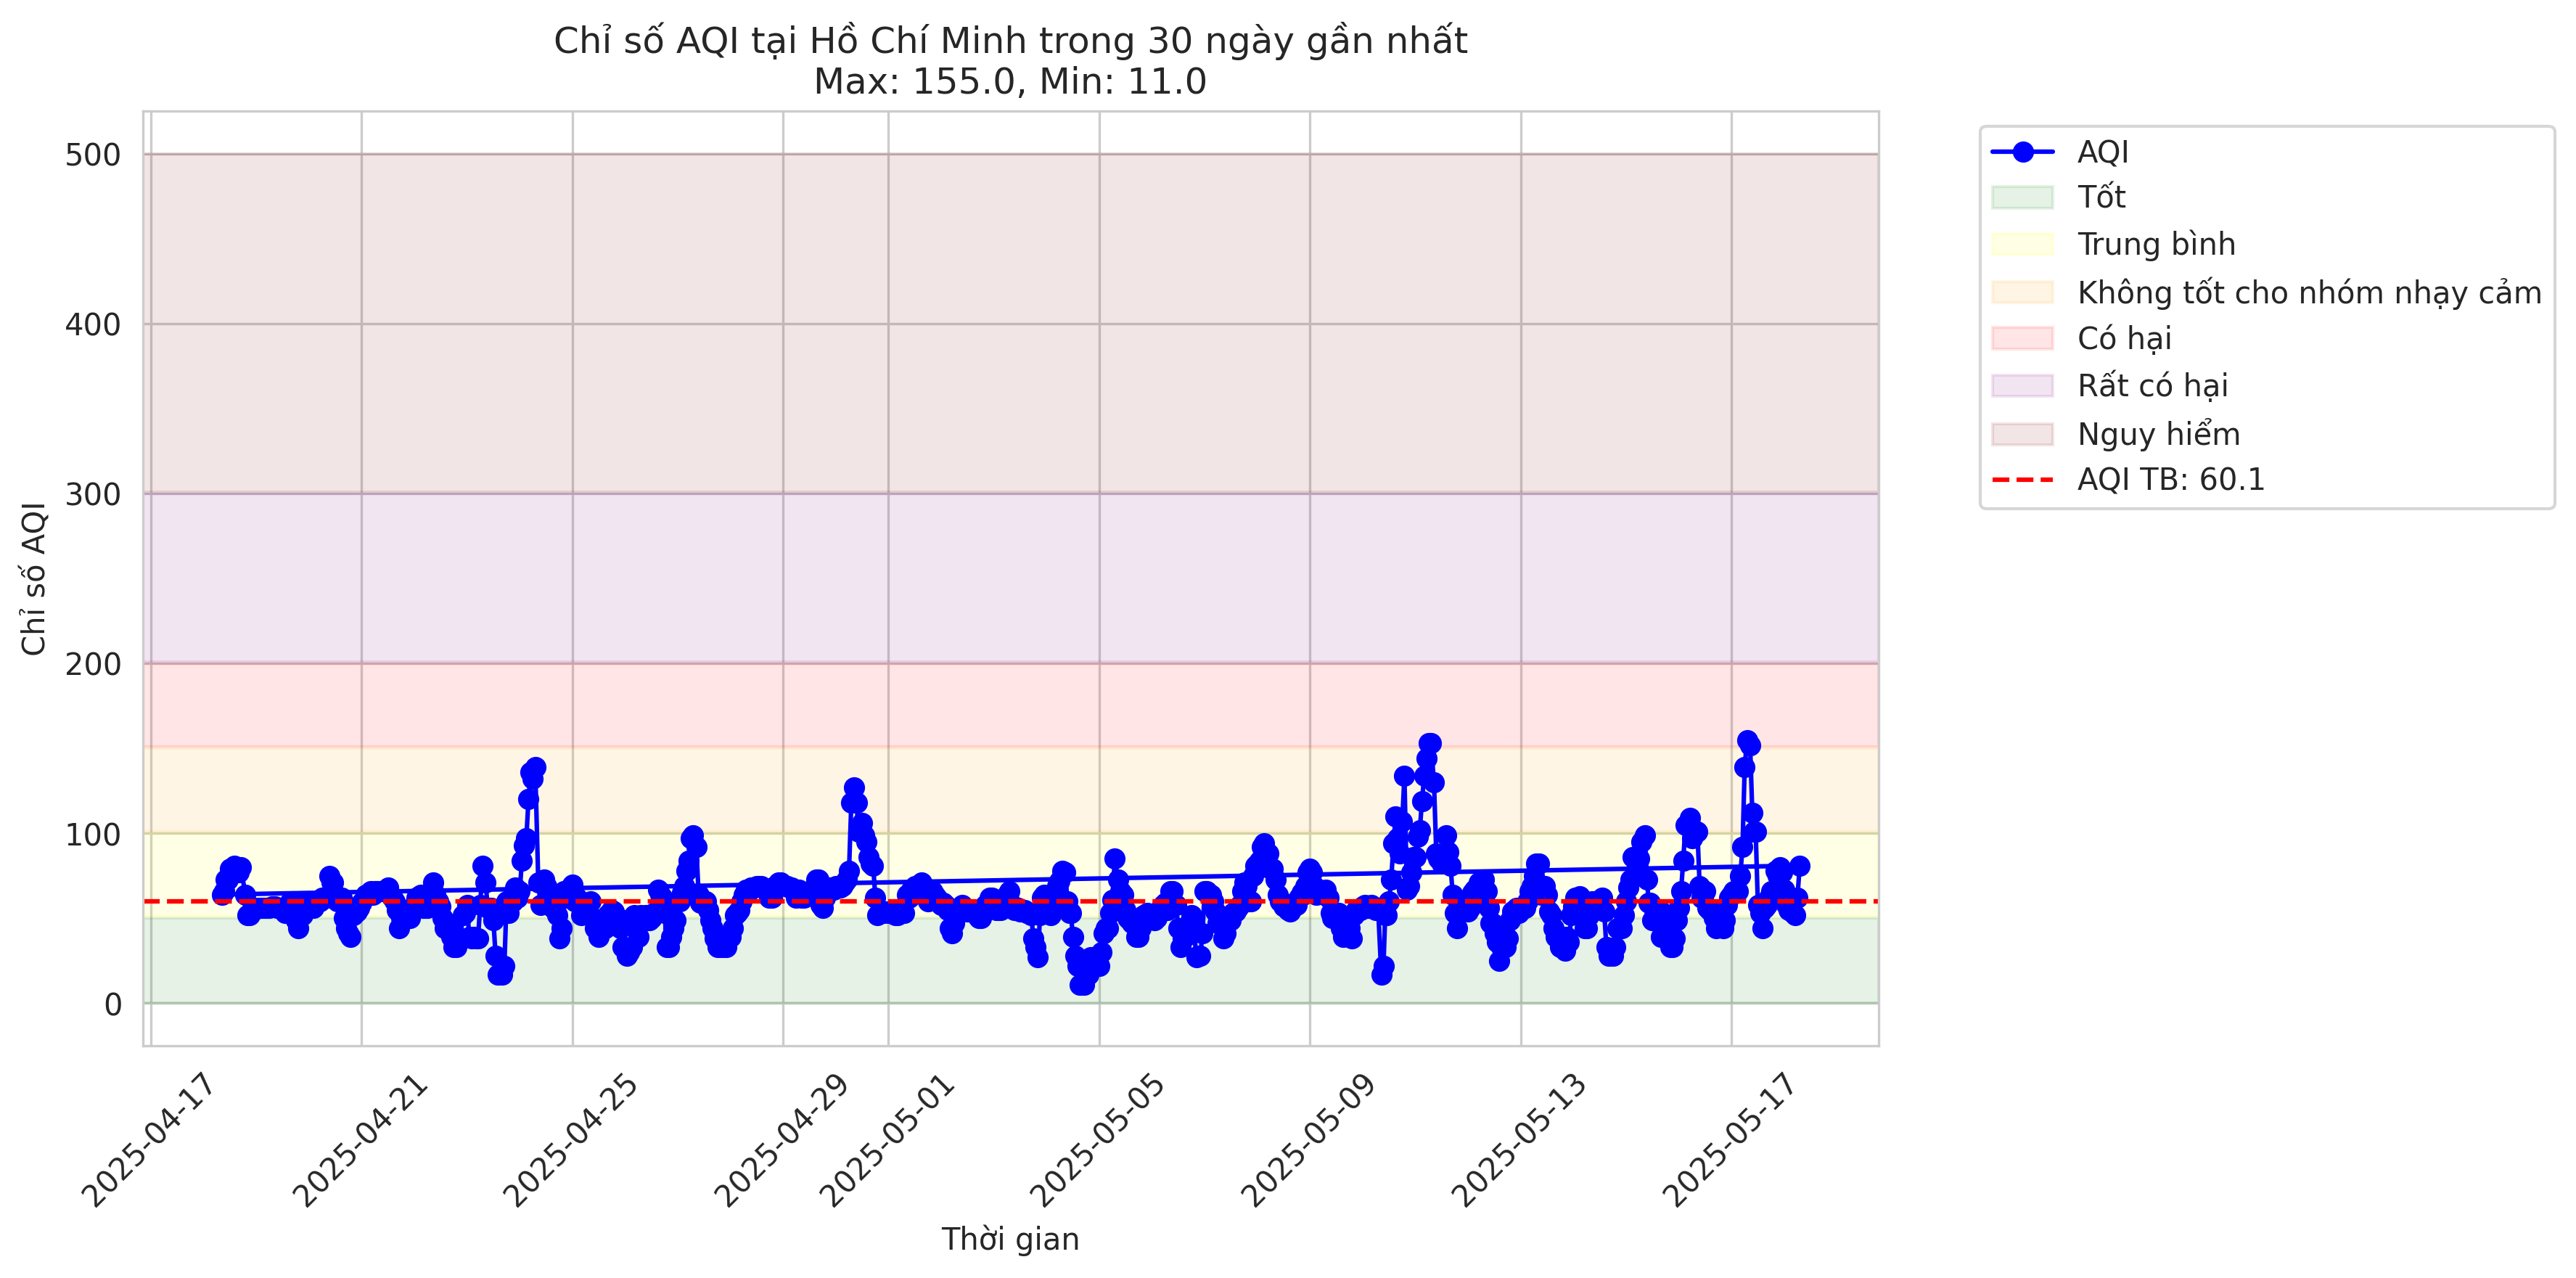 Chỉ số AQI tại Hồ Chí Minh trong 30 ngày gần nhất
Max: 155.0, Min: 11.0
Chỉ số AQI
500
400
300
200
100
0
2025-04-17
2025-04-21
2025-04-25
2025-04-29
2025-05-01
2025-05-05
2025-05-09
2025-05-13
2025-05-17
Thời gian
AQI
Tốt
Trung bình
Không tốt cho nhóm nhạy cảm
Có hại
Rất có hại
Nguy hiểm
AQI TB: 60.1